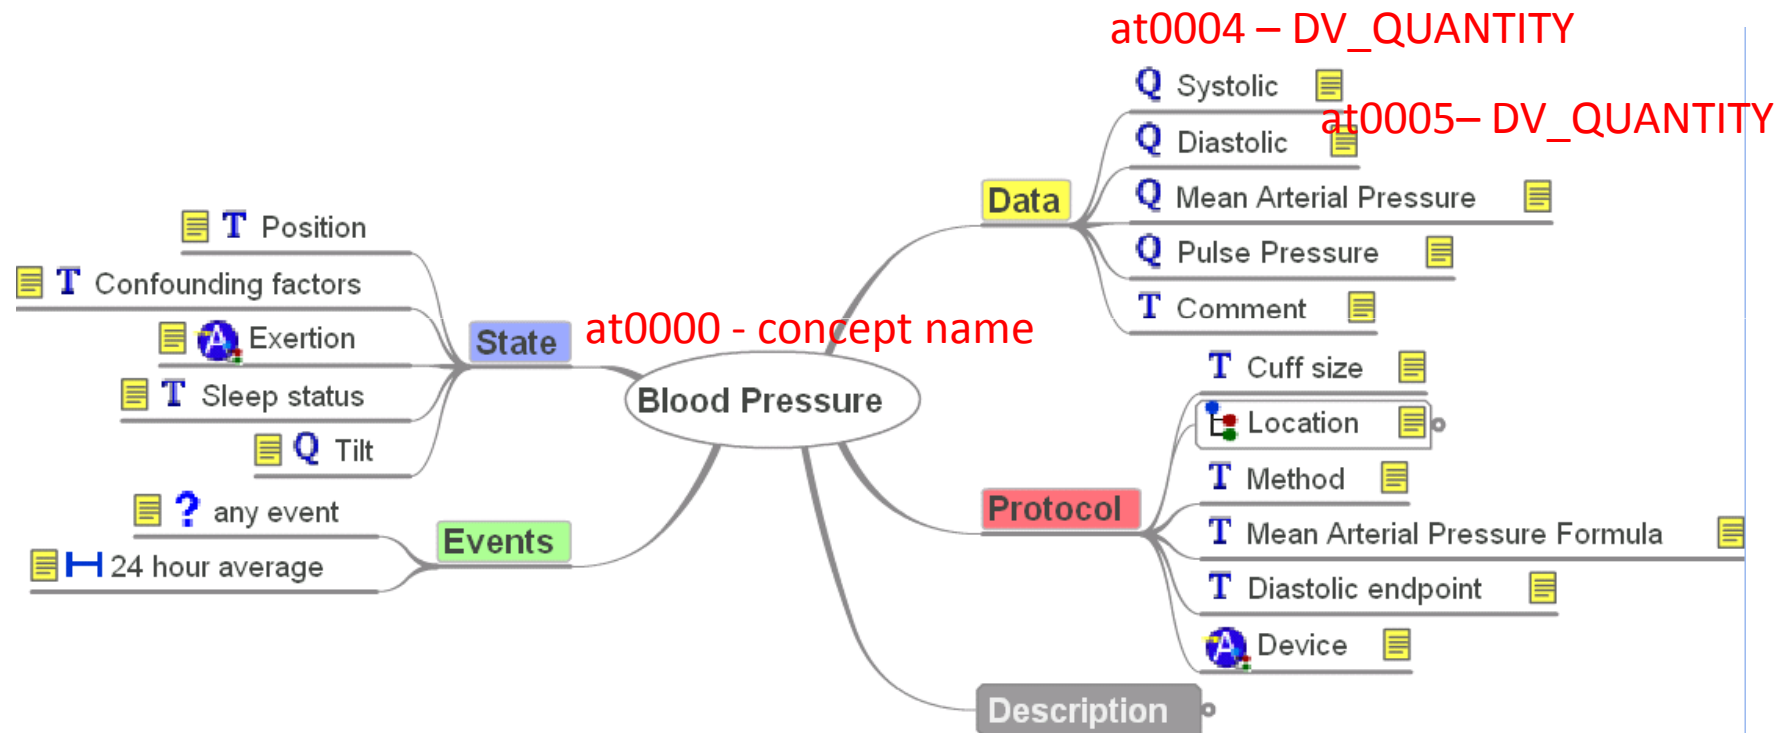 at0004 – DV_QUANTITY
Q Systolic
at0005– DV_QUANTITY
Q Diastolic
Data
Q Mean Arterial Pressure
Q Pulse Pressure
T Comment
T Position
T Confounding factors
A Exertion
State
T Sleep status
Q Tilt
at0000 - concept name
Blood Pressure
? any event
24 hour average
Events
T Cuff size
Location
T Method
Protocol
T Mean Arterial Pressure Formula
T Diastolic endpoint
A Device
Description